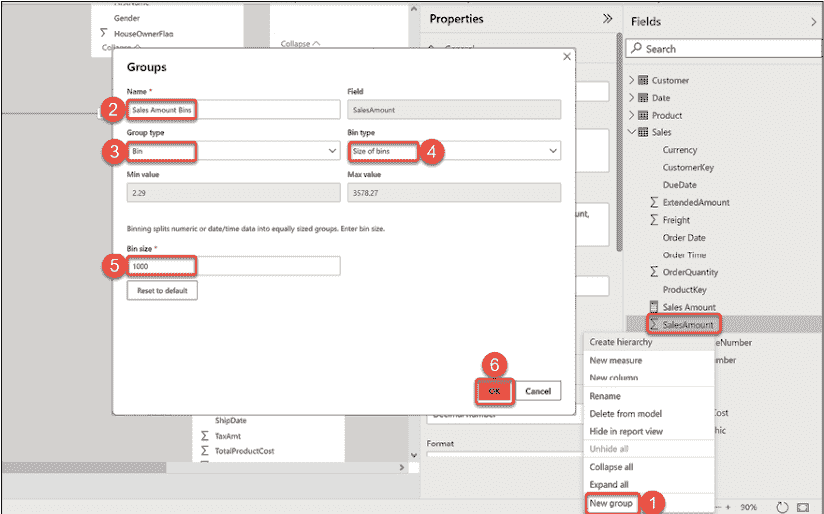 Gender
HouseOwnerFlag
Collapse
Properties
Fields
Search
Customer
Date
Product
Sales
Currency
CustomerKey
DueDate
ExtendedAmount
Freight
Order Date
Order Time
OrderQuantity
ProductKey
Sales Amount
SalesAmount
Groups
Name *
Field
2
Sales Amount Bins
SalesAmount
Group type
Bin type
3
Bin
Size of bins
4
Min value
Max value
2.29
3578.27
Binning splits numeric or date/time data into equally sized groups. Enter bin size.
Bin size *
5
1000
Reset to default
6
OK
Cancel
Create hierarchy
New measure
New column
Rename
Delete from model
Hide in report view
Unhide all
Collapse all
Expand all
New group
1
ShipDate
TaxAmt
TotalProductCost
Format
90%